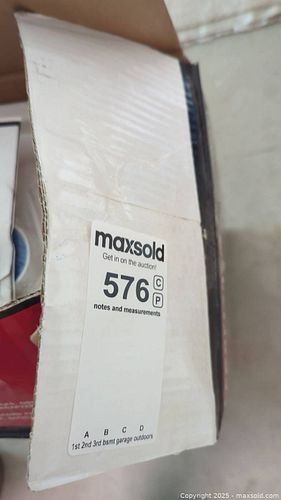 maxsold
Get in on the auction!
576 C
P
notes and measurements
A B C D
1st 2nd 3rd bsmt garage outdoors
Copyright 2025 - maxsold.com